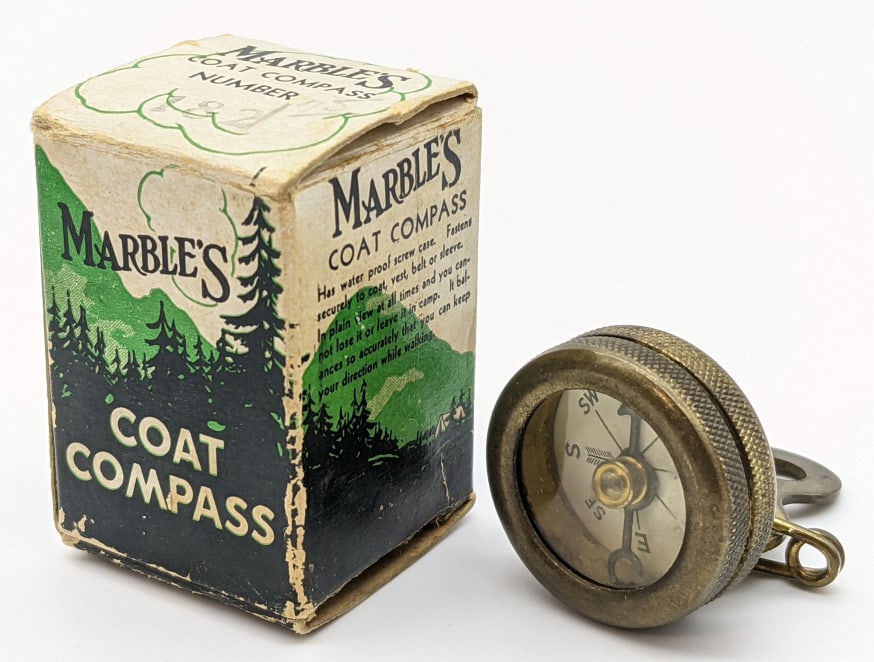 MARBLE'S
COAT COMPASS
NUMBER
MARBLE'S
COAT
COMPASS
MARBLE'S
COAT COMPASS
Has water proof screw case. Fastens
securely to coat, vest, belt or sleeve.
In plain view at all times and you can-
not lose it or leave it in camp. It bal-
ances so accurately that you can keep
your direction while walking.
SW
S
SE
E